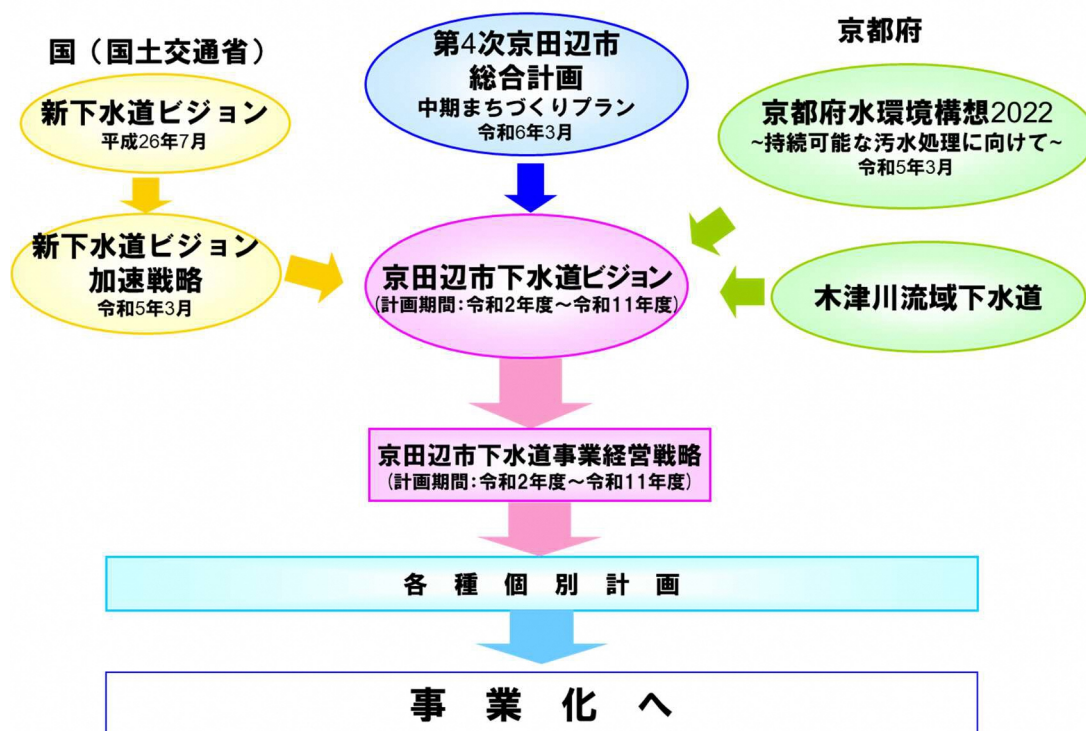 国（国土交通省）
新下水道ビジョン
平成26年7月
新下水道ビジョン
加速戦略
令和5年3月
第4次京田辺市
総合計画
中期まちづくりプラン
令和6年3月
京都府
京都府水環境構想2022
~持続可能な汚水処理に向けて~
令和5年3月
木津川流域下水道
京田辺市下水道ビジョン
(計画期間：令和2年度～令和11年度)
京田辺市下水道事業経営戦略
(計画期間：令和2年度～令和11年度)
各種個別計画
事業化へ